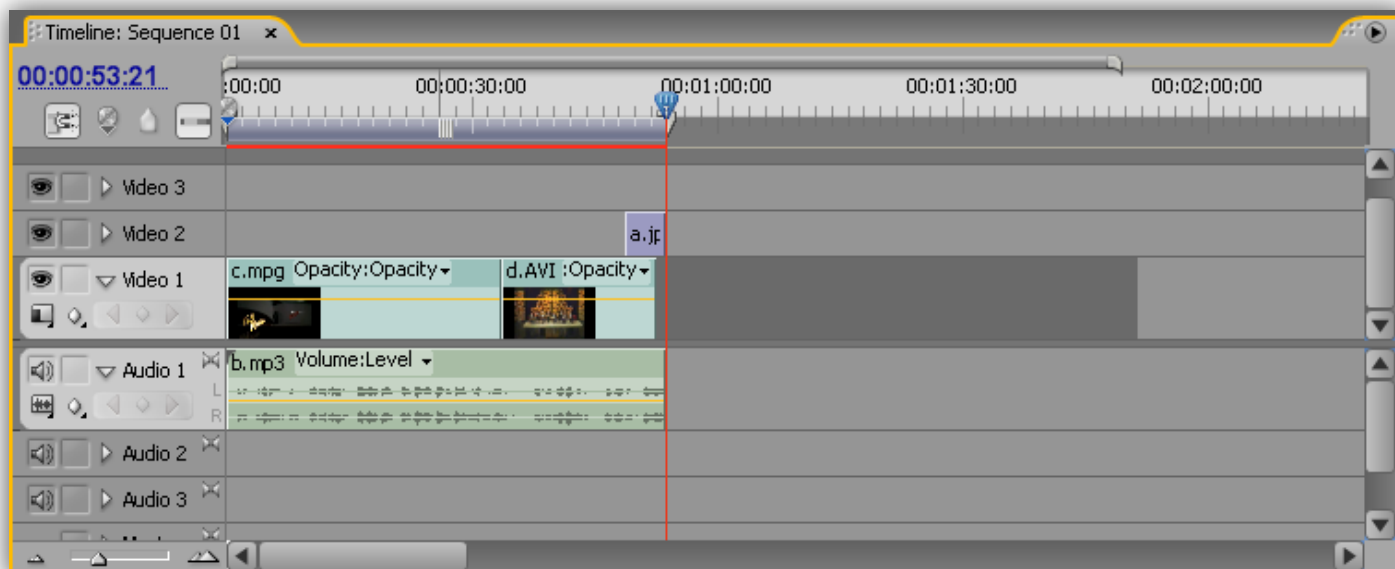 Timeline: Sequence 01 x
00:00:53:21
:00:00 00:00:30:00 00:01:00:00 00:01:30:00 00:02:00:00
Video 3
Video 2 a.jp
Video 1 c.mpg Opacity:Opacity d.AVI :Opacity
Audio 1 b.mp3 Volume:Level
L
R
Audio 2
Audio 3